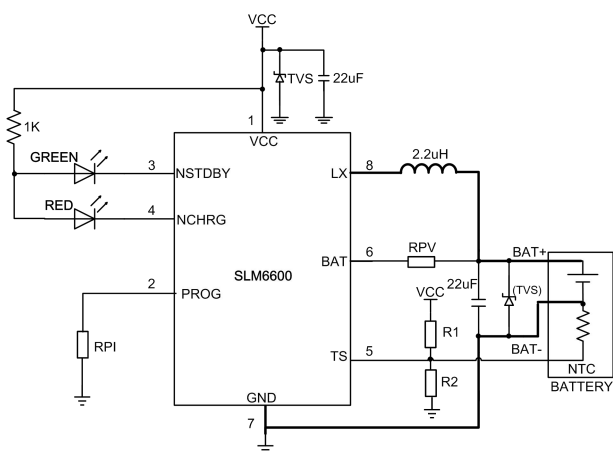 VCC
TVS
22uF
1K
1
VCC
GREEN
3
NSTDBY
LX
8
2.2uH
RED
4
NCHRG
6
BAT
RPV
BAT+
SLM6600
2
PROG
VCC
22uF
(TVS)
R1
RPI
TS
5
BAT-
R2
NTC
BATTERY
GND
7